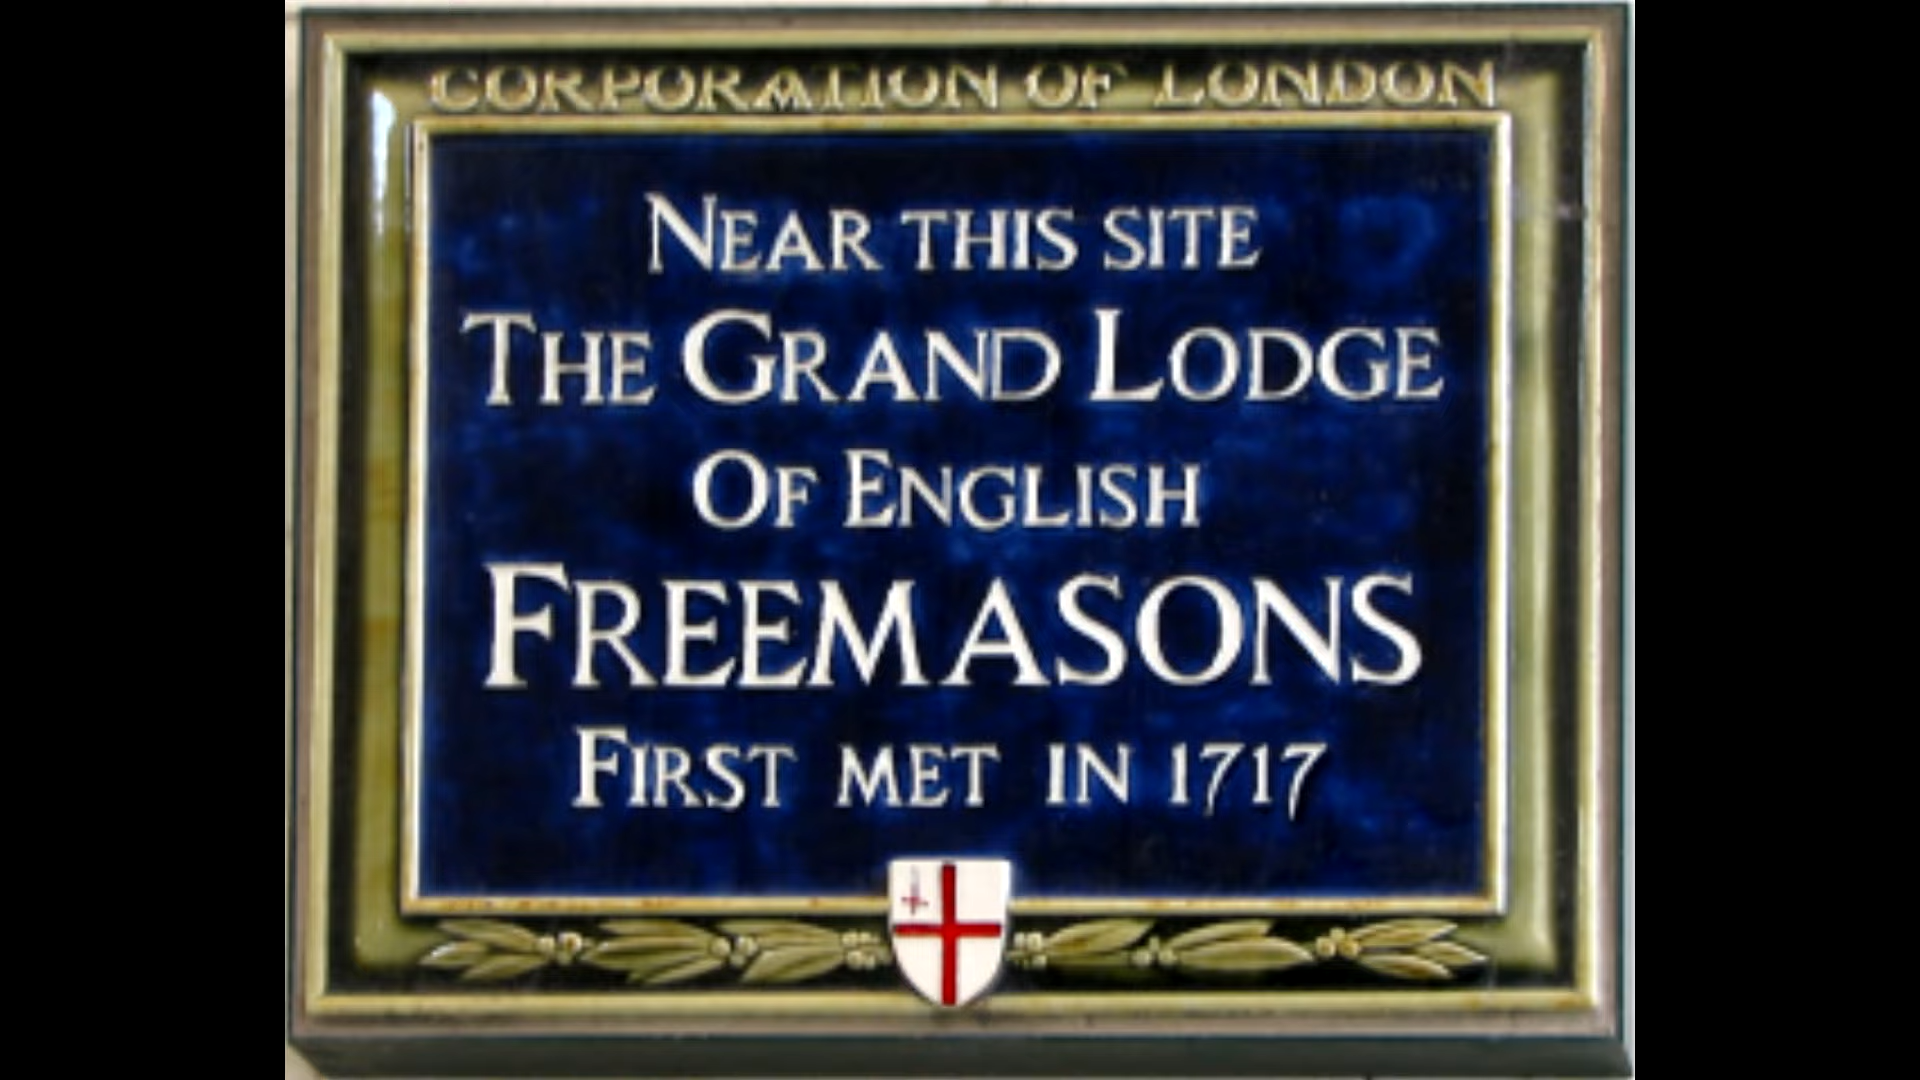 CORPORATION OF LONDON
NEAR THIS SITE
THE GRAND LODGE
OF ENGLISH
FREEMASONS
FIRST MET IN 1717